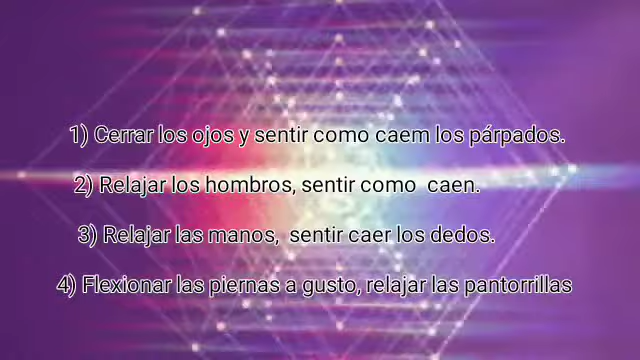 1) Cerrar los ojos y sentir como caem los párpados.
2) Relajar los hombros, sentir como caen.
3) Relajar las manos, sentir caer los dedos.
4) Flexionar las piernas a gusto, relajar las pantorrillas